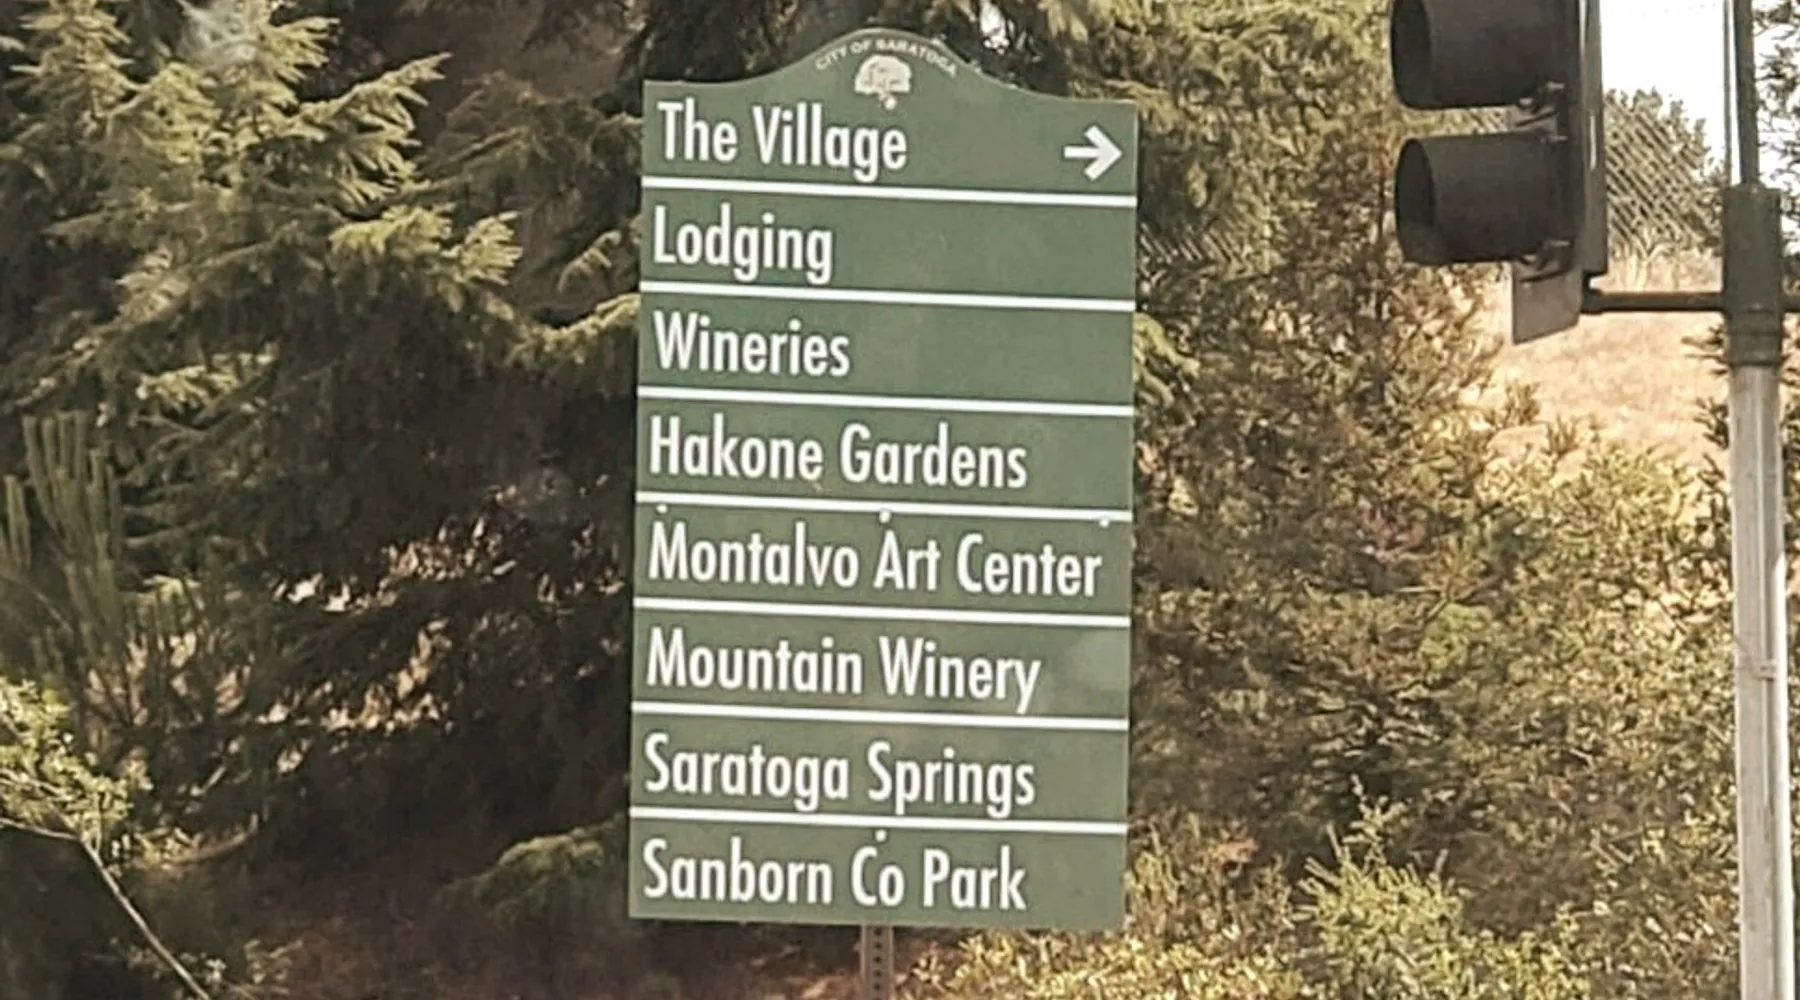 CITY OF SARATOGA
The Village →
Lodging
Wineries
Hakone Gardens
Montalvo Art Center
Mountain Winery
Saratoga Springs
Sanborn Co Park